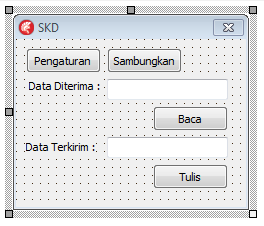 SKD
Pengaturan Sambungkan
Data Diterima :
Baca
Data Terkirim :
Tulis